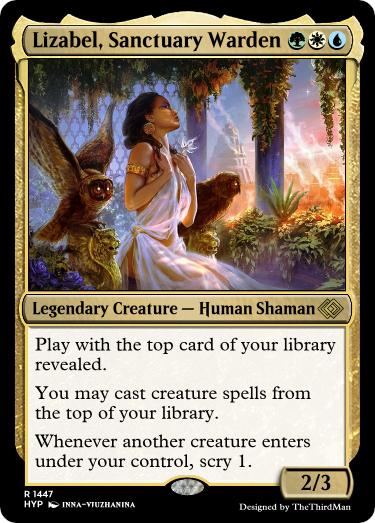 Lizabel, Sanctuary Warden
Legendary Creature — Human Shaman
Play with the top card of your library
revealed.
You may cast creature spells from
the top of your library.
Whenever another creature enters
under your control, scry 1.
2/3
R 1447
HYP INNA-VIUZHANINA
Designed by TheThirdMan